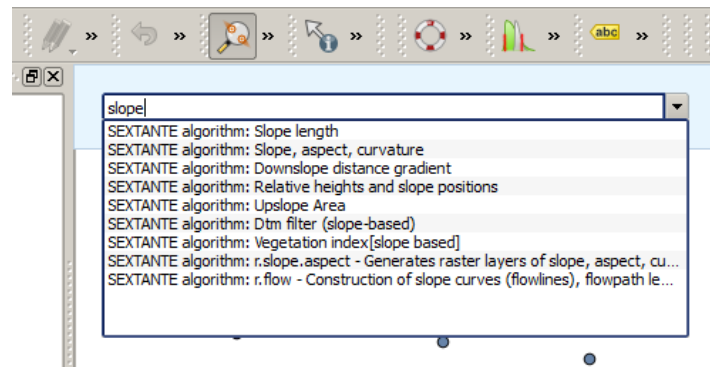 » » » » » » abc »
slope
SEXTANTE algorithm: Slope length
SEXTANTE algorithm: Slope, aspect, curvature
SEXTANTE algorithm: Downslope distance gradient
SEXTANTE algorithm: Relative heights and slope positions
SEXTANTE algorithm: Upslope Area
SEXTANTE algorithm: Dtm filter (slope-based)
SEXTANTE algorithm: Vegetation index[slope based]
SEXTANTE algorithm: r.slope.aspect - Generates raster layers of slope, aspect, cu...
SEXTANTE algorithm: r.flow - Construction of slope curves (flowlines), flowpath le...